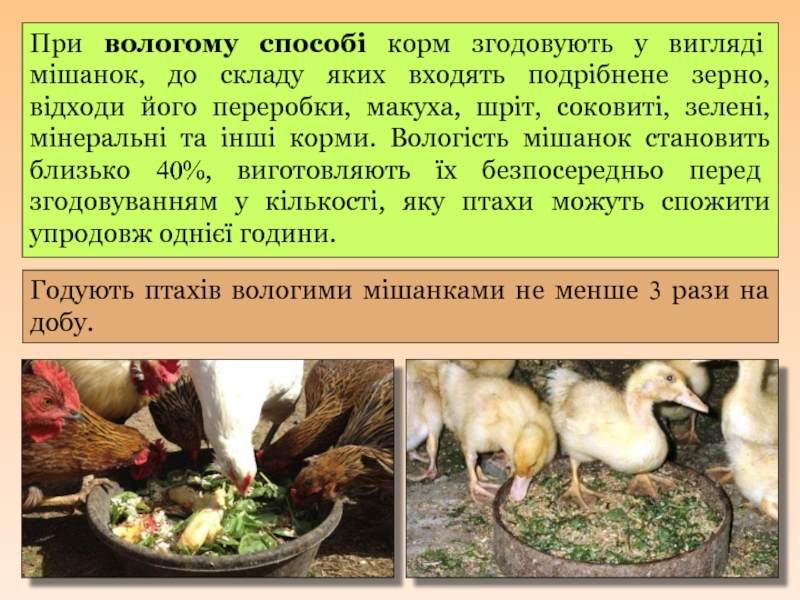 При вологому способі корм згодовують у вигляді
мішанок, до складу яких входять подрібнене зерно,
відходи його переробки, макуха, шріт, соковиті, зелені,
мінеральні та інші корми. Вологість мішанок становить
близько 40%, виготовляють їх безпосередньо перед
згодовуванням у кількості, яку птахи можуть спожити
упродовж однієї години.
Годують птахів вологими мішанками не менше 3 рази на
добу.